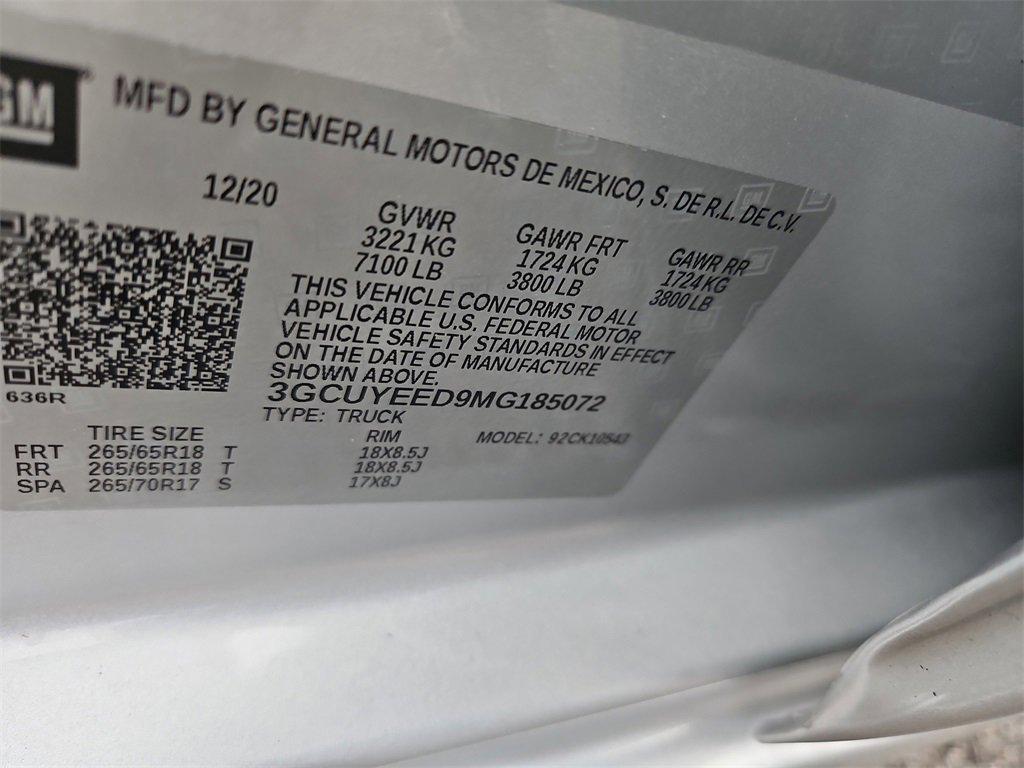 GM
MFD BY GENERAL MOTORS DE MEXICO, S. DE R.L. DE C.V.
12/20
GVWR GAWR FRT GAWR RR
3221 KG 1724 KG 1724 KG
7100 LB 3800 LB 3800 LB
THIS VEHICLE CONFORMS TO ALL
APPLICABLE U.S. FEDERAL MOTOR
VEHICLE SAFETY STANDARDS IN EFFECT
ON THE DATE OF MANUFACTURE
SHOWN ABOVE.
636R
3GCUYEED9MG185072
TYPE: TRUCK
TIRE SIZE RIM MODEL: 92CK10543
FRT 265/65R18 T 18X8.5J
RR 265/65R18 T 18X8.5J
SPA 265/70R17 S 17X8J